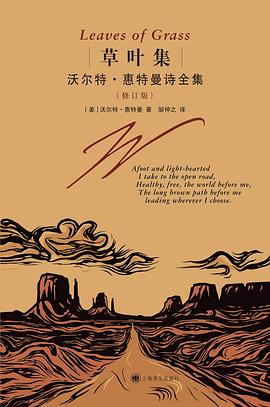 Leaves of Grass
草叶集
沃尔特·惠特曼诗全集
（修订版）
[美]沃尔特·惠特曼 著 邹仲之 译
W
Afoot and light-hearted
I take to the open road,
Healthy, free, the world before me,
The long brown path before me
leading wherever I choose.
上海译文出版社